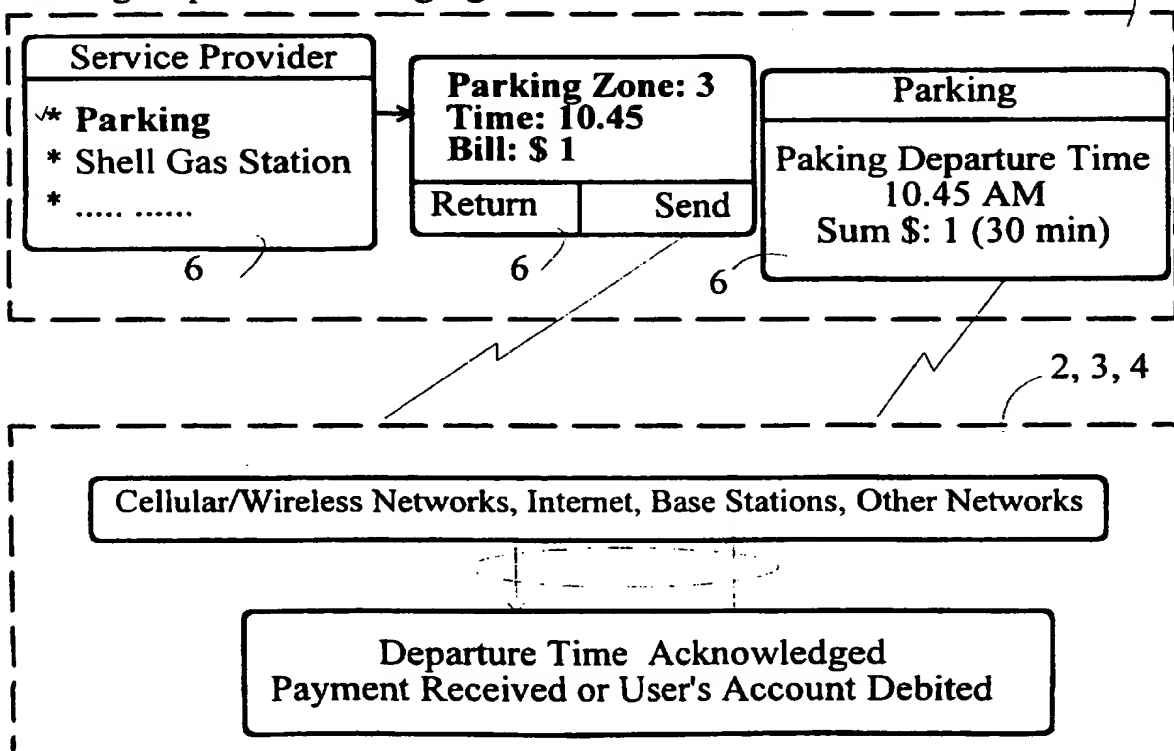 Service Provider
* Parking
* Shell Gas Station
* ..... ......
6
Parking Zone: 3
Time: 10.45
Bill: $ 1
Return Send
6
Parking
Paking Departure Time
10.45 AM
Sum $: 1 (30 min)
6
2, 3, 4
Cellular/Wireless Networks, Internet, Base Stations, Other Networks
Departure Time Acknowledged
Payment Received or User's Account Debited